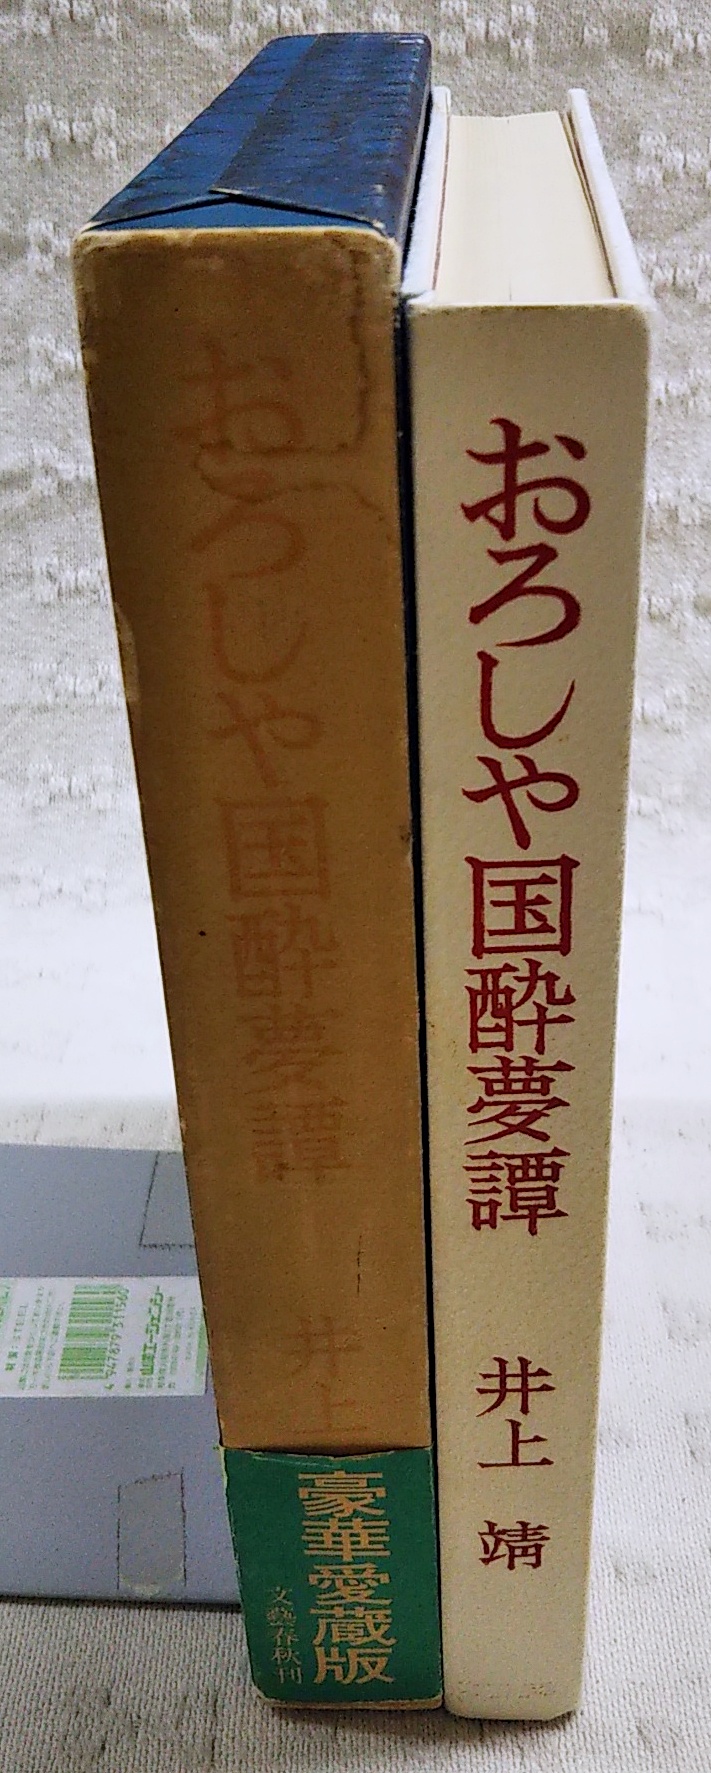 おろしや国酔夢譚
井上
豪華愛蔵版
文藝春秋刊
おろしや国酔夢譚
井上 靖
4947879311560